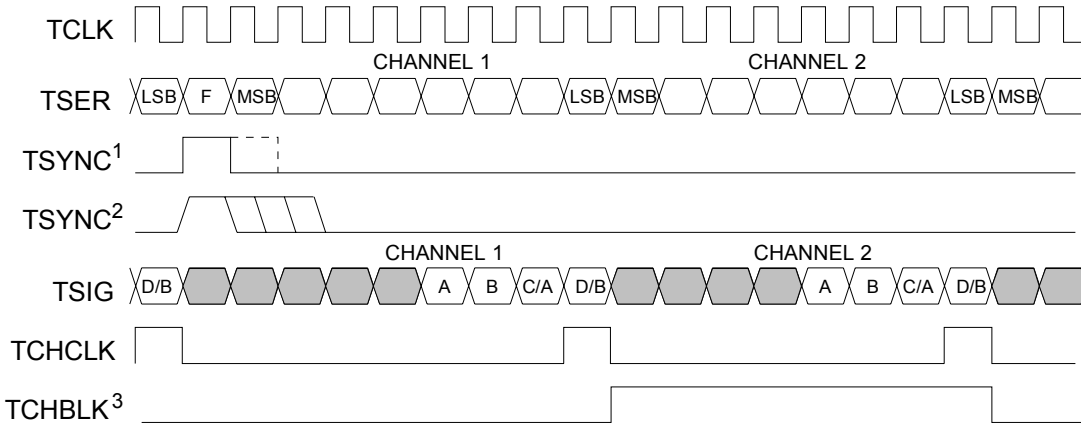 TCLK
CHANNEL 1 CHANNEL 2
TSER LSB F MSB LSB MSB LSB MSB
TSYNC1
TSYNC2
CHANNEL 1 CHANNEL 2
TSIG D/B A B C/A D/B A B C/A D/B
TCHCLK
TCHBLK3